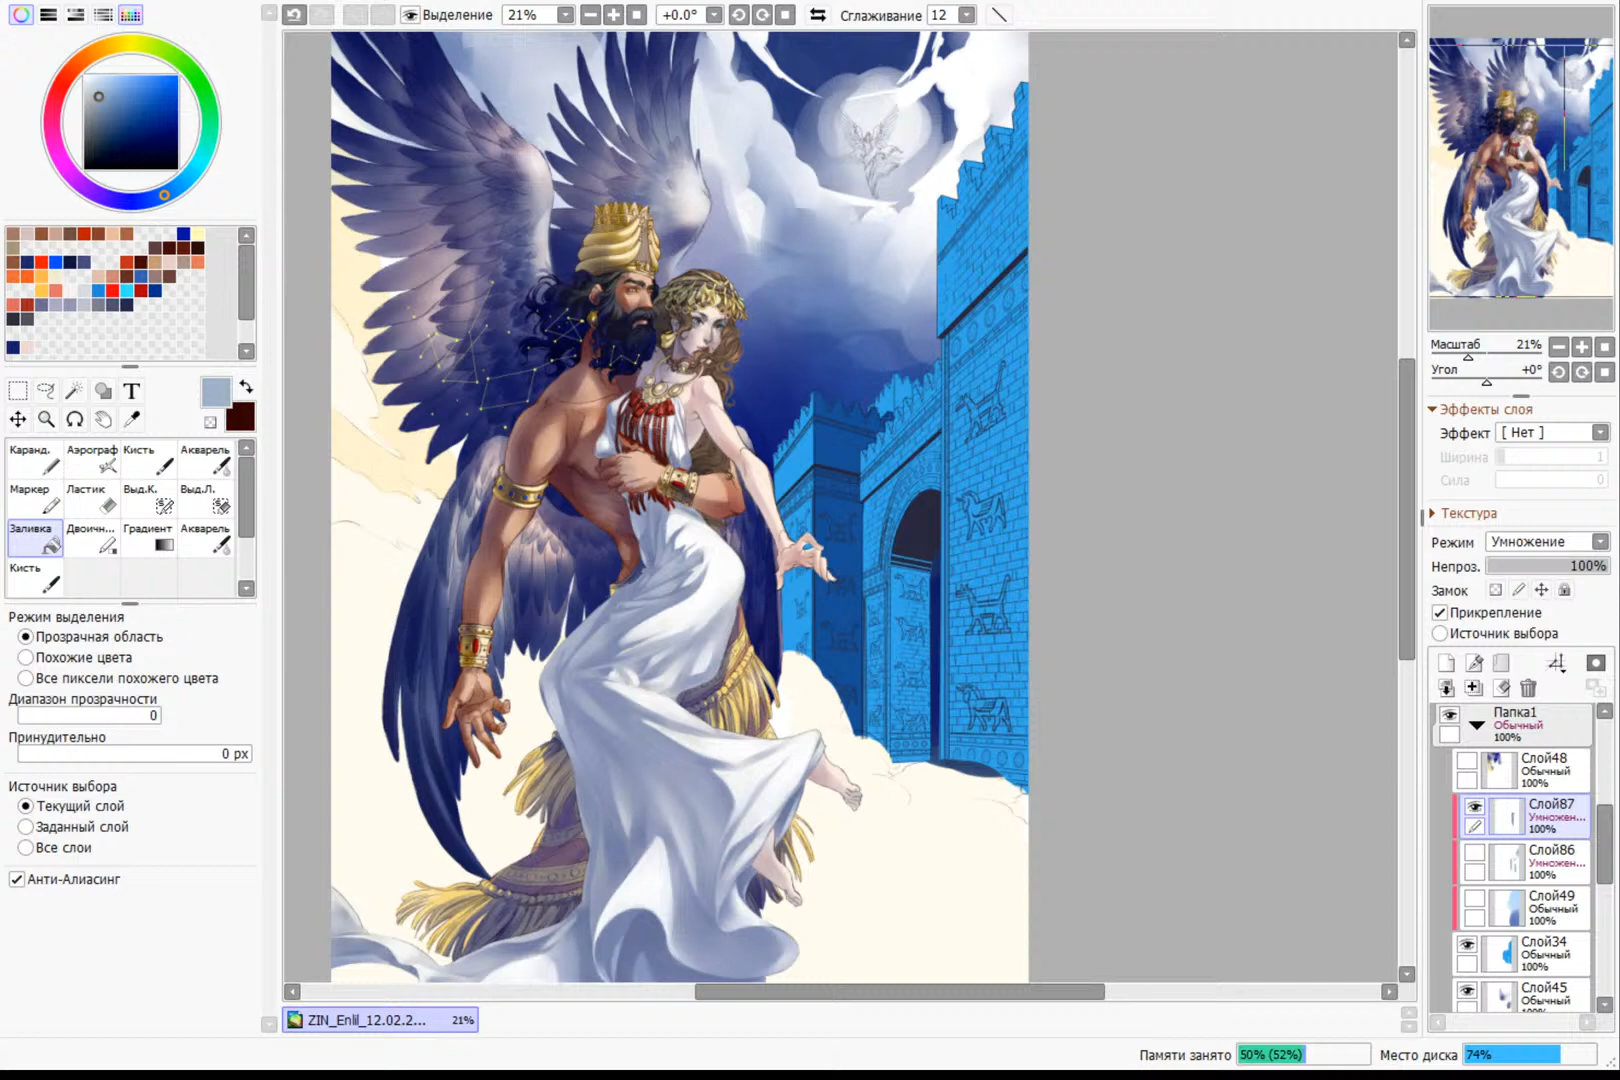 Выделение 21% +0.0° Сглаживание 12
Каранд. Аэрограф Кисть Акварель
Маркер Ластик Выд.К. Выд.Л.
Заливка Двоичн... Градиент Акварель
Кисть
Режим выделения
Прозрачная область
Похожие цвета
Все пиксели похожего цвета
Диапазон прозрачности
0
Принудительно
0 px
Источник выбора
Текущий слой
Заданный слой
Все слои
Анти-Алиасинг
ZIN_Enlil_12.02.2... 21%
Масштаб 21%
Угол +0°
Эффекты слоя
Эффект [ Нет ]
Ширина 1
Сила 0
Текстура
Режим Умножение
Непроз. 100%
Замок
Прикрепление
Источник выбора
Папка1
Обычный
100%
Слой48
Обычный
100%
Слой87
Умножен...
100%
Слой86
Умножен...
100%
Слой49
Обычный
100%
Слой34
Обычный
100%
Слой45
Обычный
100%
Памяти занято 50% (52%) Место диска 74%